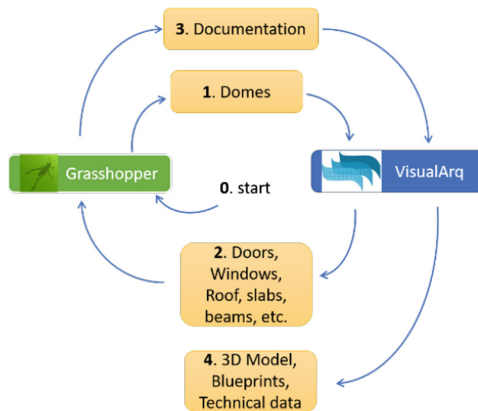 3. Documentation
1. Domes
Grasshopper
VisualArq
0. start
2. Doors,
Windows,
Roof, slabs,
beams, etc.
4. 3D Model,
Blueprints,
Technical data